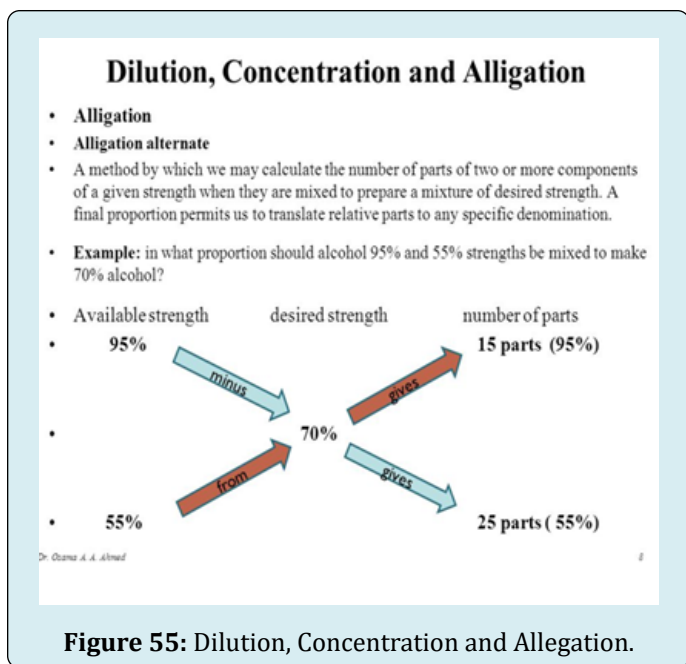 Dilution, Concentration and Alligation
• Alligation
• Alligation alternate
• A method by which we may calculate the number of parts of two or more components
of a given strength when they are mixed to prepare a mixture of desired strength. A
final proportion permits us to translate relative parts to any specific denomination.
• Example: in what proportion should alcohol 95% and 55% strengths be mixed to make
70% alcohol?
• Available strength desired strength number of parts
• 95% 15 parts (95%)
minus gives
• 70%
from gives
• 55% 25 parts ( 55%)
Dr. Osama A. A. Ahmed 8
Figure 55: Dilution, Concentration and Allegation.